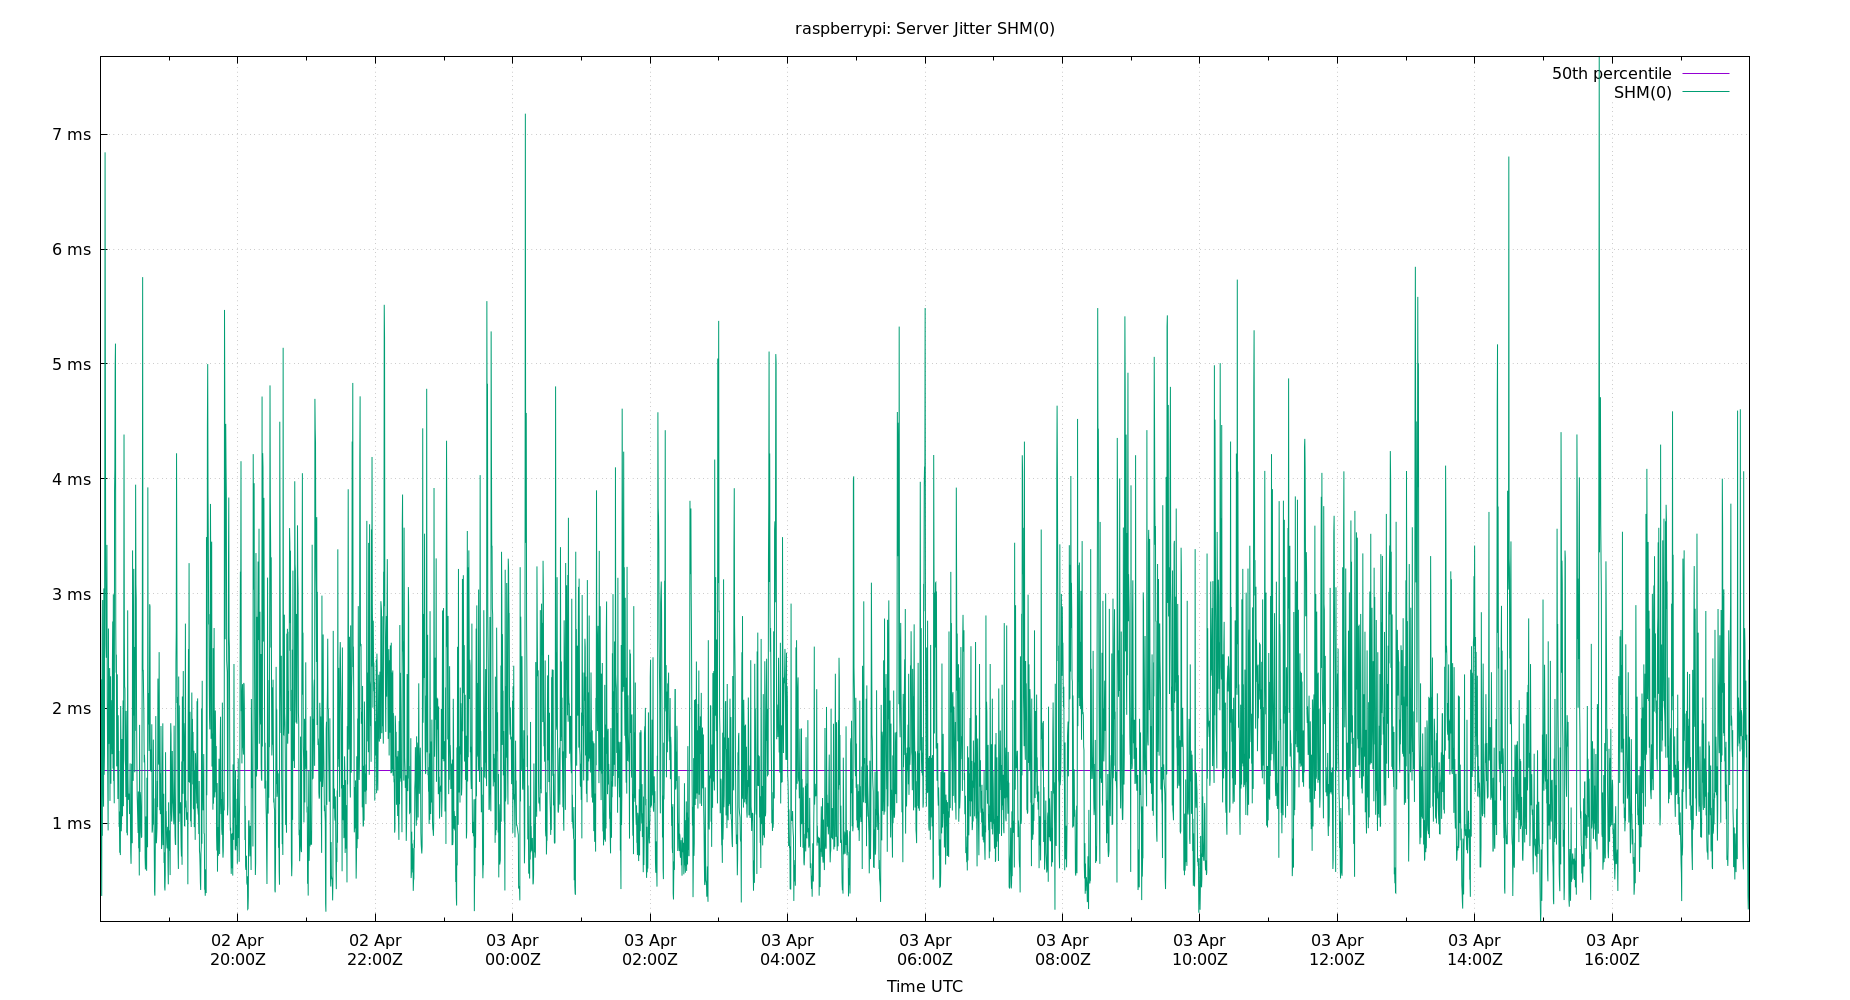 raspberrypi: Server Jitter SHM(0)
50th percentile
SHM(0)
7 ms
6 ms
5 ms
4 ms
3 ms
2 ms
1 ms
02 Apr 02 Apr 03 Apr 03 Apr 03 Apr 03 Apr 03 Apr 03 Apr 03 Apr 03 Apr 03 Apr
20:00Z 22:00Z 00:00Z 02:00Z 04:00Z 06:00Z 08:00Z 10:00Z 12:00Z 14:00Z 16:00Z
Time UTC